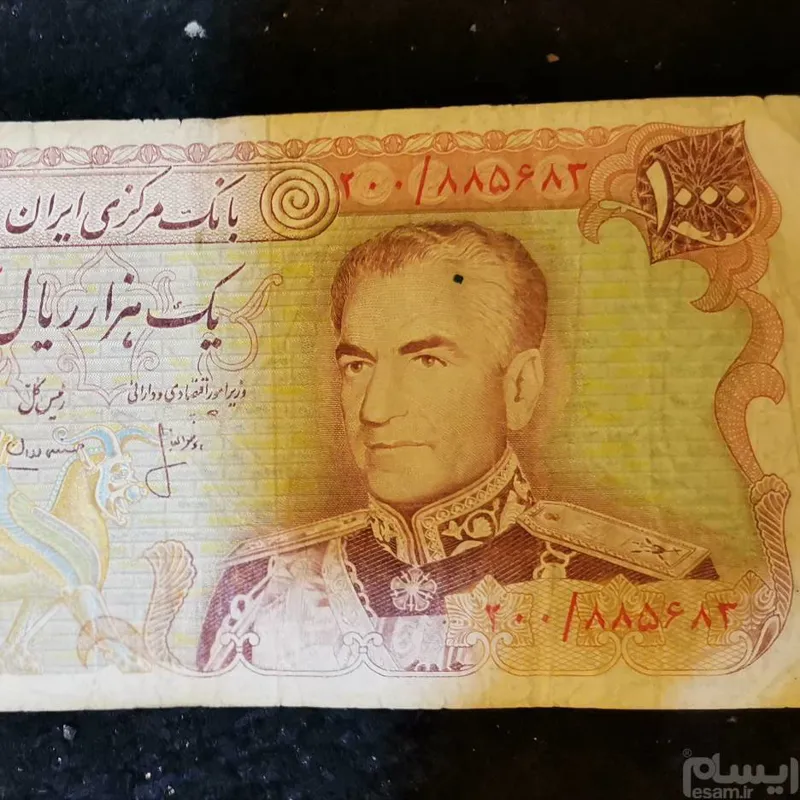 ۲۰۰/۸۸۵۶۸۳
۱۰۰۰
بانک مرکزی ایران
یک هزار ریال
وزیر امور اقتصادی و دارائی
رئیس کل
۲۰۰/۸۸۵۶۸۳
ایسام®
esam.ir